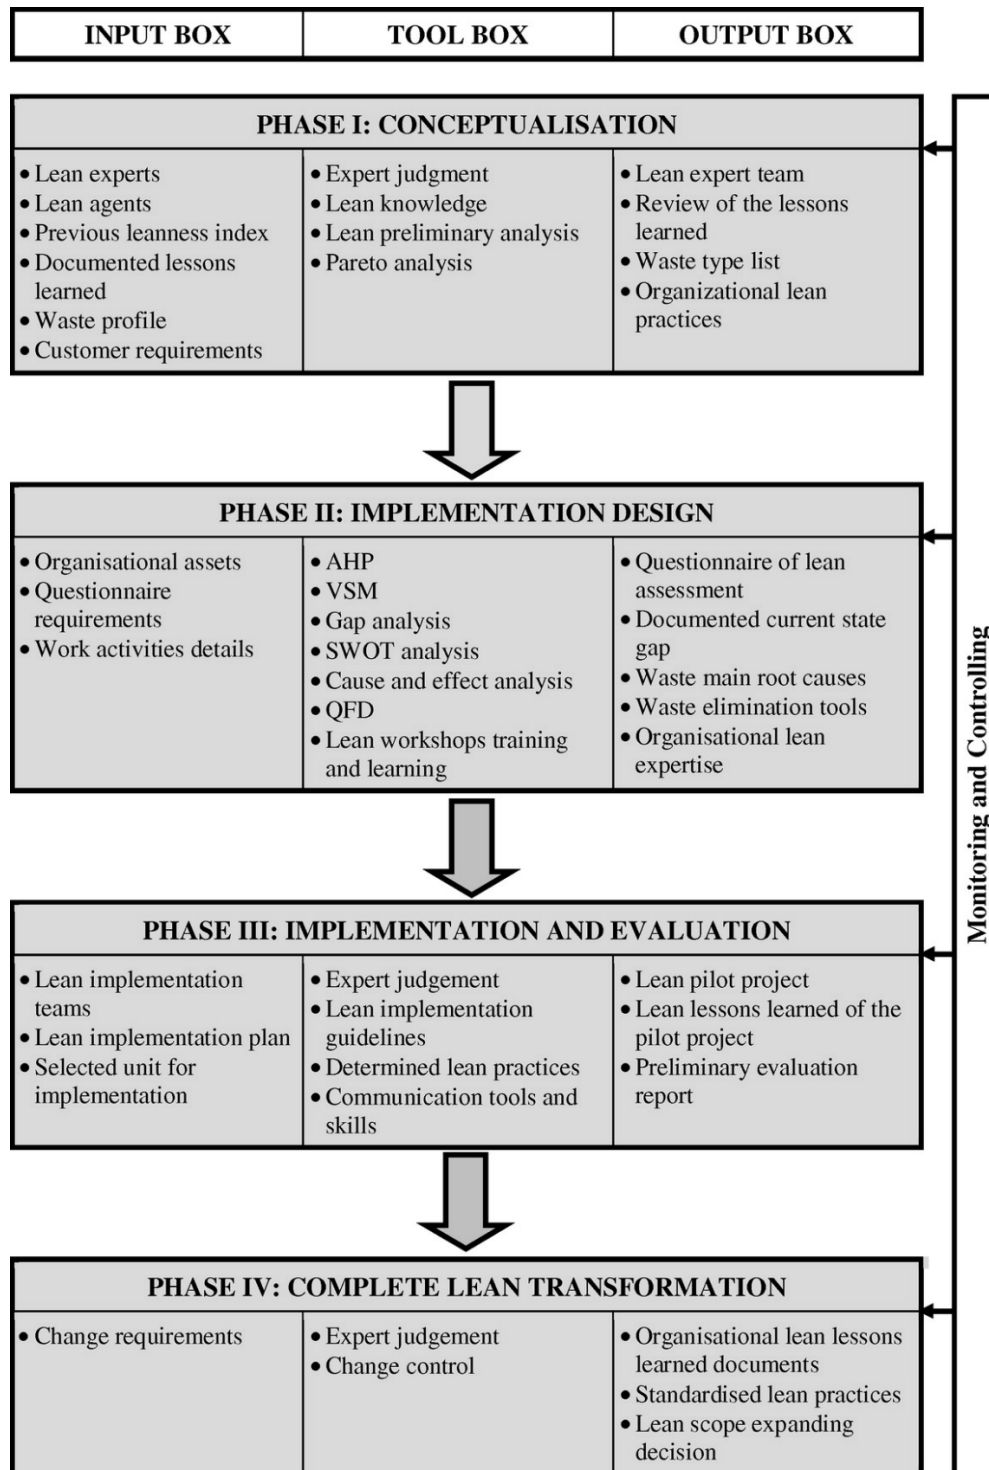 INPUT BOX
TOOL BOX
OUTPUT BOX
PHASE I: CONCEPTUALISATION
• Lean experts
• Lean agents
• Previous leanness index
• Documented lessons
learned
• Waste profile
• Customer requirements
• Expert judgment
• Lean knowledge
• Lean preliminary analysis
• Pareto analysis
• Lean expert team
• Review of the lessons
learned
• Waste type list
• Organizational lean
practices
PHASE II: IMPLEMENTATION DESIGN
• Organisational assets
• Questionnaire
requirements
• Work activities details
• AHP
• VSM
• Gap analysis
• SWOT analysis
• Cause and effect analysis
• QFD
• Lean workshops training
and learning
• Questionnaire of lean
assessment
• Documented current state
gap
• Waste main root causes
• Waste elimination tools
• Organisational lean
expertise
PHASE III: IMPLEMENTATION AND EVALUATION
• Lean implementation
teams
• Lean implementation plan
• Selected unit for
implementation
• Expert judgement
• Lean implementation
guidelines
• Determined lean practices
• Communication tools and
skills
• Lean pilot project
• Lean lessons learned of the
pilot project
• Preliminary evaluation
report
PHASE IV: COMPLETE LEAN TRANSFORMATION
• Change requirements
• Expert judgement
• Change control
• Organisational lean lessons
learned documents
• Standardised lean practices
• Lean scope expanding
decision
Monitoring and Controlling